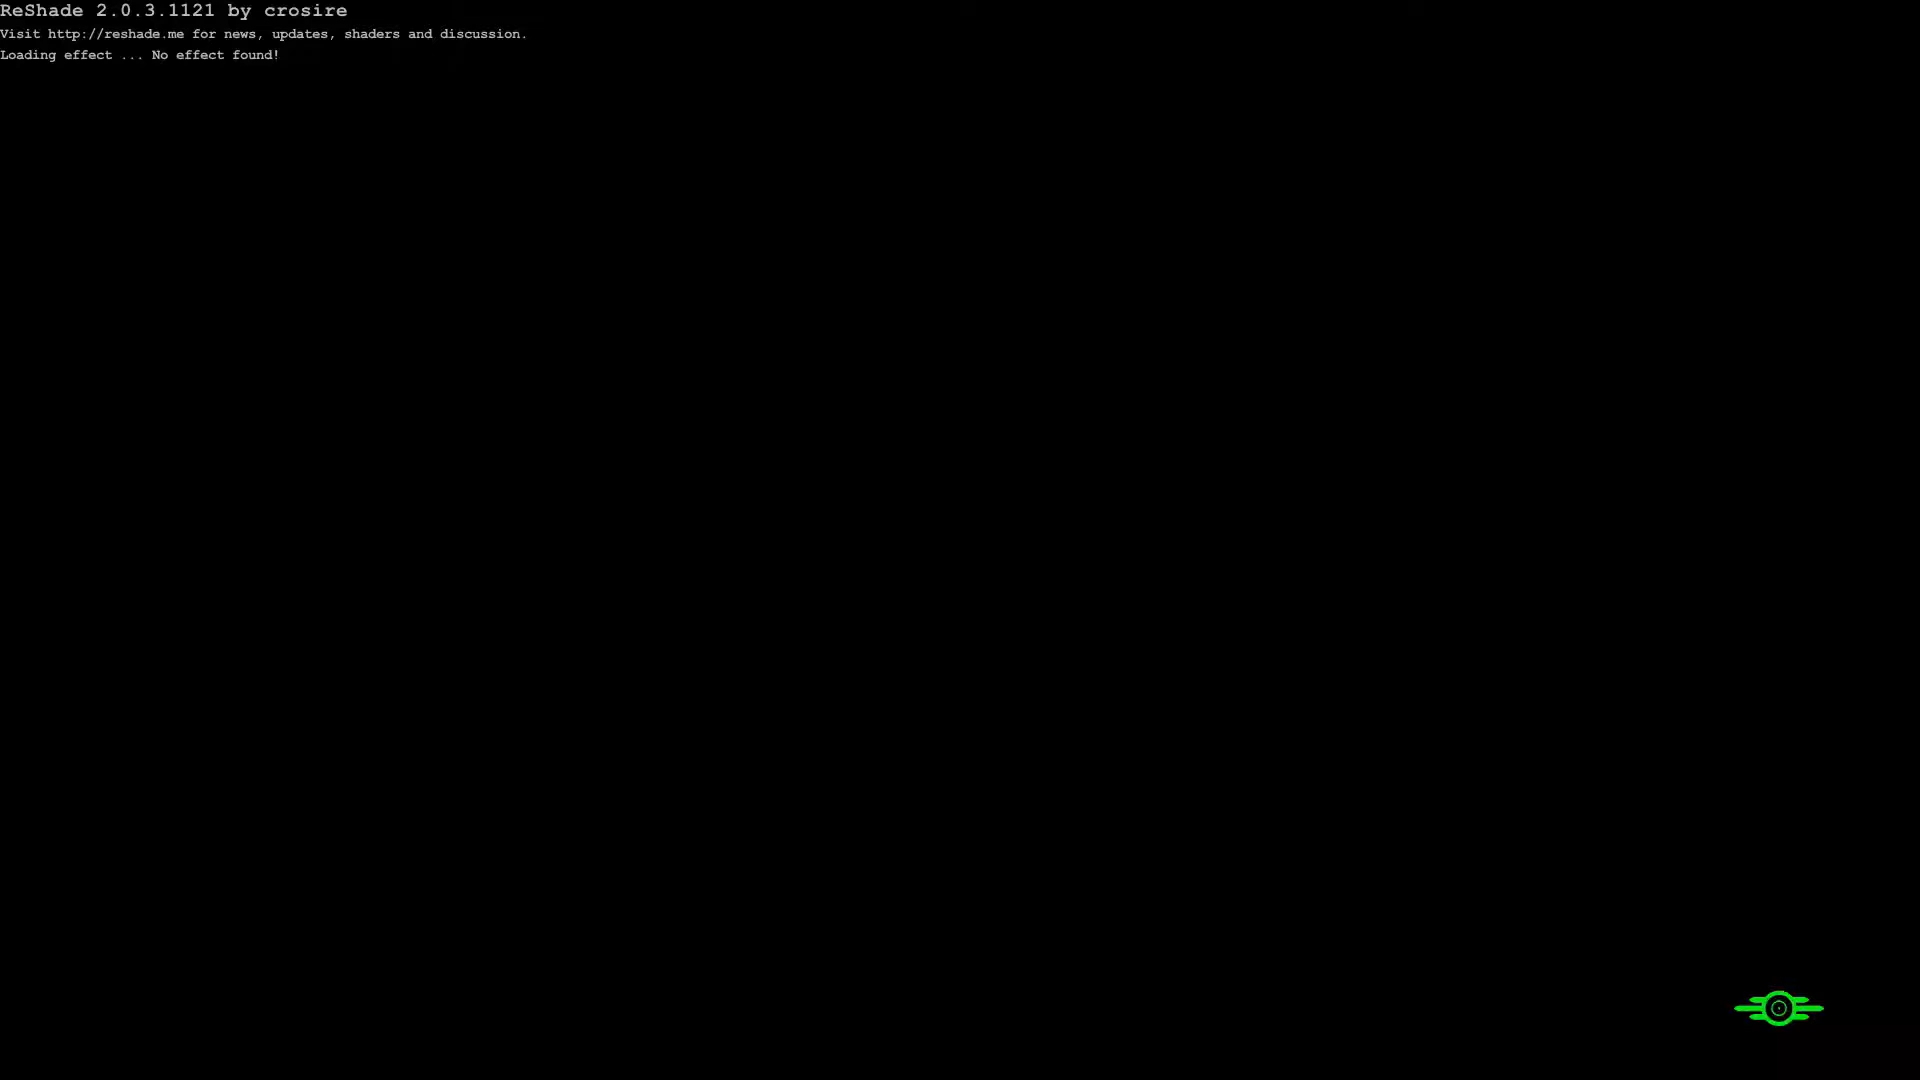 ReShade 2.0.3.1121 by crosire
Visit http://reshade.me for news, updates, shaders and discussion.
Loading effect ... No effect found!